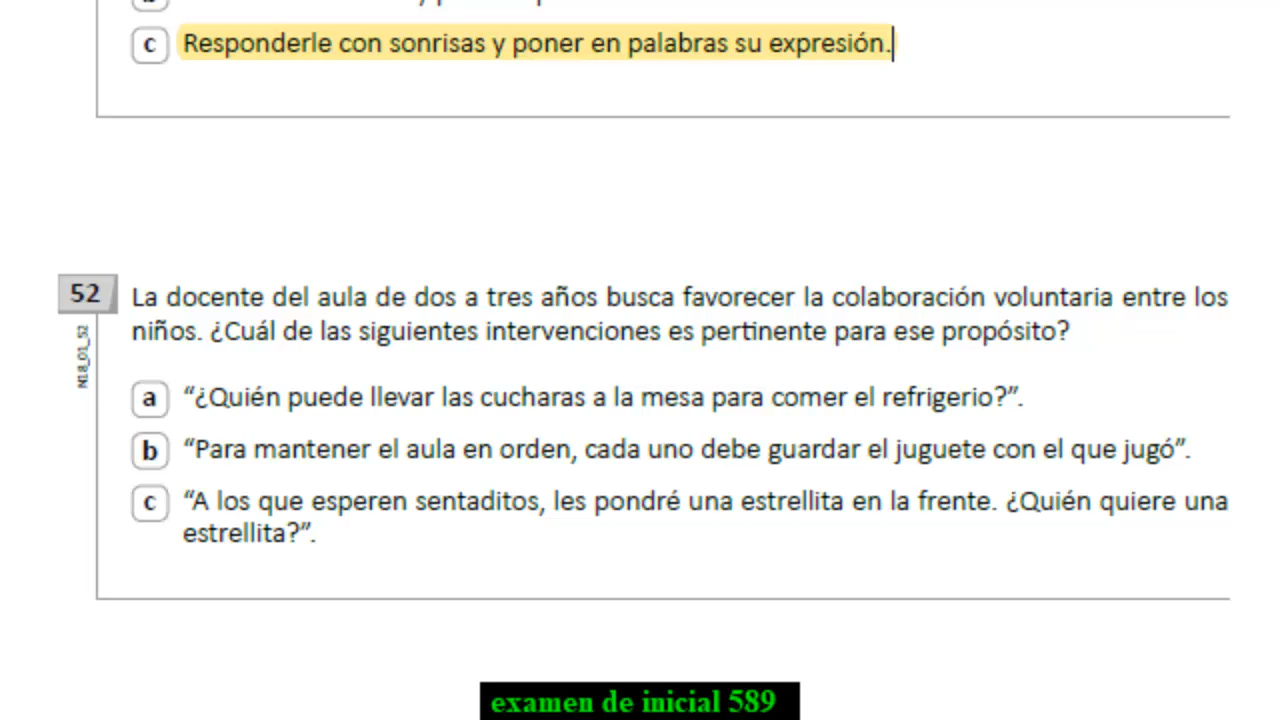 c Responderle con sonrisas y poner en palabras su expresión.
52 La docente del aula de dos a tres años busca favorecer la colaboración voluntaria entre los
niños. ¿Cuál de las siguientes intervenciones es pertinente para ese propósito?
N18_01_52
a “¿Quién puede llevar las cucharas a la mesa para comer el refrigerio?”.
b “Para mantener el aula en orden, cada uno debe guardar el juguete con el que jugó”.
c “A los que esperen sentaditos, les pondré una estrellita en la frente. ¿Quién quiere una
estrellita?”.
examen de inicial 589